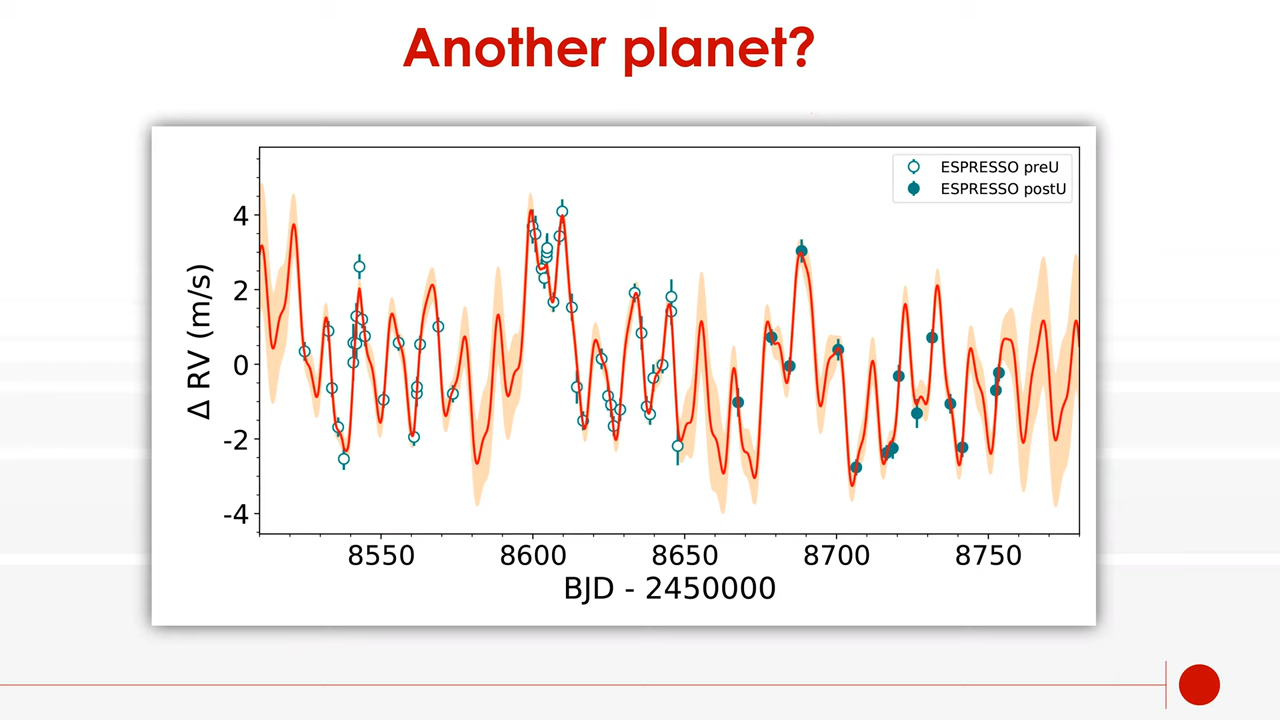 Another planet?
ESPRESSO preU
ESPRESSO postU
4
2
0
-2
-4
Δ RV (m/s)
8550 8600 8650 8700 8750
BJD - 2450000